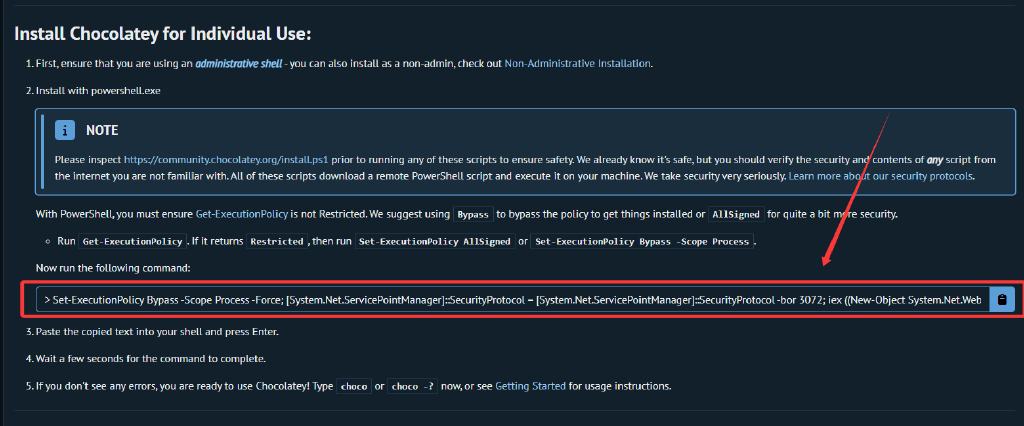 Install Chocolatey for Individual Use:
1. First, ensure that you are using an administrative shell - you can also install as a non-admin, check out Non-Administrative Installation.
2. Install with powershell.exe
NOTE
Please inspect https://community.chocolatey.org/install.ps1 prior to running any of these scripts to ensure safety. We already know it's safe, but you should verify the security and contents of any script from
the internet you are not familiar with. All of these scripts download a remote PowerShell script and execute it on your machine. We take security very seriously. Learn more about our security protocols.
With PowerShell, you must ensure Get-ExecutionPolicy is not Restricted. We suggest using Bypass to bypass the policy to get things installed or AllSigned for quite a bit more security.
Run Get-ExecutionPolicy. If it returns Restricted, then run Set-ExecutionPolicy AllSigned or Set-ExecutionPolicy Bypass -Scope Process.
Now run the following command:
> Set-ExecutionPolicy Bypass -Scope Process -Force; [System.Net.ServicePointManager]::SecurityProtocol = [System.Net.ServicePointManager]::SecurityProtocol -bor 3072; iex ((New-Object System.Net.Web
3. Paste the copied text into your shell and press Enter.
4. Wait a few seconds for the command to complete.
5. If you don't see any errors, you are ready to use Chocolatey! Type choco or choco -? now, or see Getting Started for usage instructions.